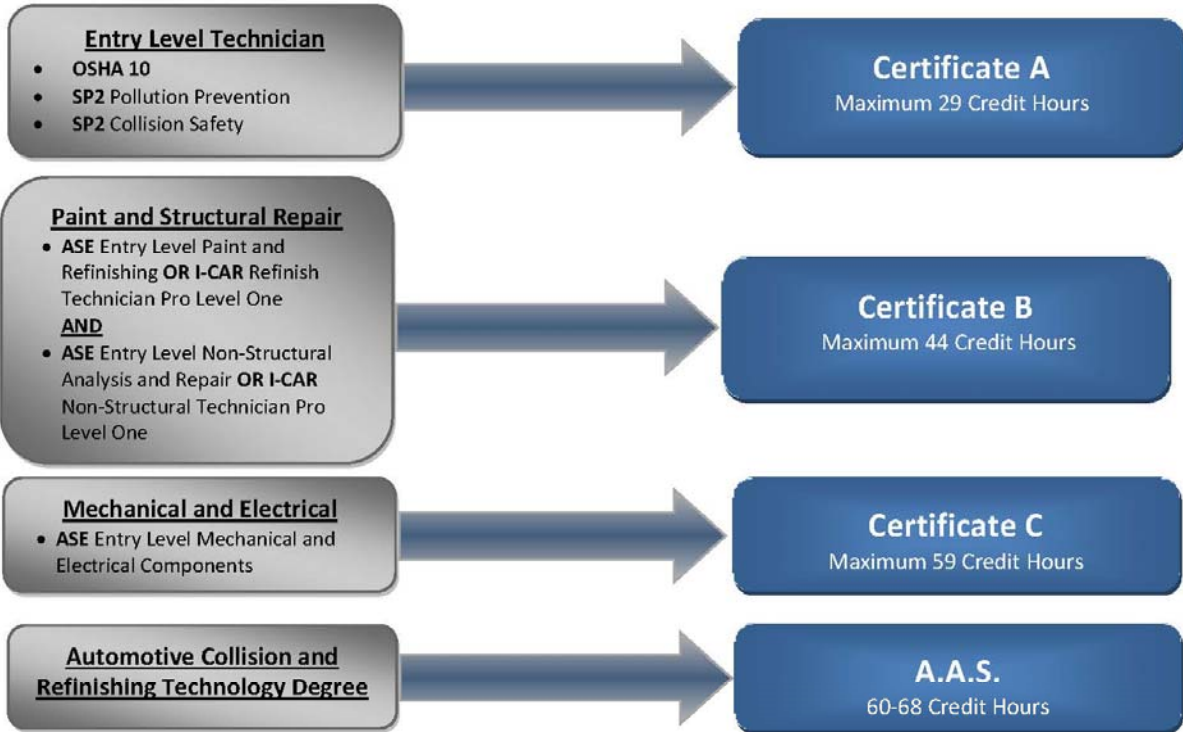 Entry Level Technician
• OSHA 10
• SP2 Pollution Prevention
• SP2 Collision Safety
Certificate A
Maximum 29 Credit Hours
Paint and Structural Repair
• ASE Entry Level Paint and
Refinishing OR I-CAR Refinish
Technician Pro Level One
AND
• ASE Entry Level Non-Structural
Analysis and Repair OR I-CAR
Non-Structural Technician Pro
Level One
Certificate B
Maximum 44 Credit Hours
Mechanical and Electrical
• ASE Entry Level Mechanical and
Electrical Components
Certificate C
Maximum 59 Credit Hours
Automotive Collision and
Refinishing Technology Degree
A.A.S.
60-68 Credit Hours